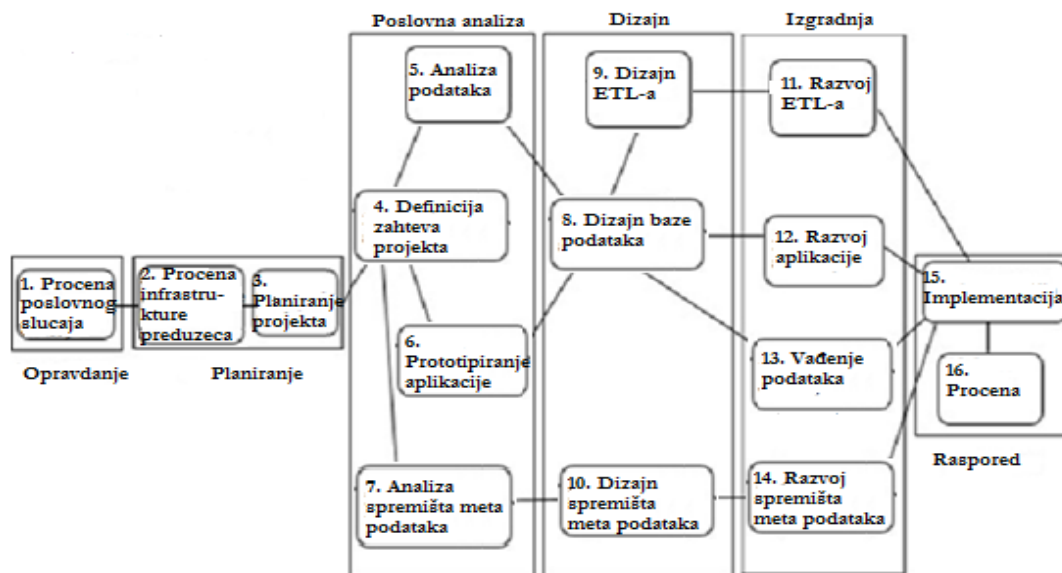 Poslovna analiza
Dizajn
Izgradnja
5. Analiza
podataka
9. Dizajn
ETL-a
11. Razvoj
ETL-a
4. Definicija
zahteva
projekta
8. Dizajn baze
podataka
12. Razvoj
aplikacije
1. Procena
poslovnog
slucaja
2. Procena
infrastru-
kture
preduzeca
3.
Planiranje
projekta
15.
Implementacija
6.
Prototipiranje
aplikacije
13. Vađenje
podataka
16.
Procena
Opravdanje
Planiranje
Raspored
7. Analiza
spremišta meta
podataka
10. Dizajn
spremišta
meta podataka
14. Razvoj
spremišta
meta podataka